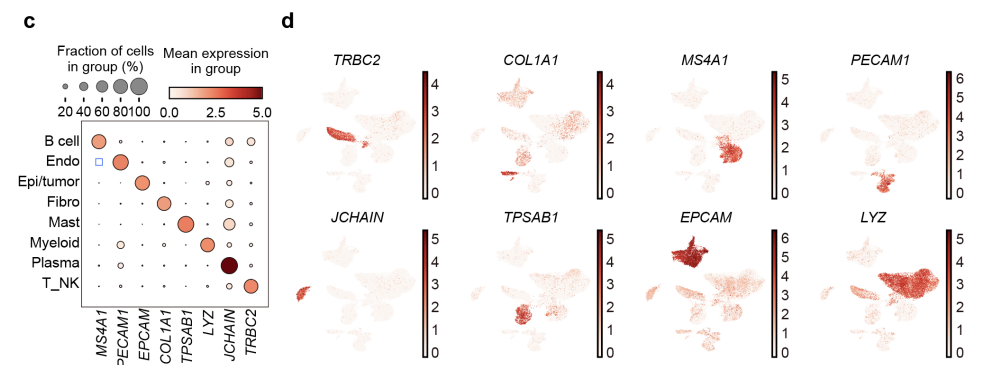 c
Fraction of cells
in group (%)
20 40 60 80100
Mean expression
in group
0.0 2.5 5.0
B cell
Endo
Epi/tumor
Fibro
Mast
Myeloid
Plasma
T_NK
MS4A1
PECAM1
EPCAM
COL1A1
TPSAB1
LYZ
JCHAIN
TRBC2
d
TRBC2
4
3
2
1
0
COL1A1
4
3
2
1
0
MS4A1
5
4
3
2
1
0
PECAM1
6
5
4
3
2
1
0
JCHAIN
5
4
3
2
1
0
TPSAB1
5
4
3
2
1
0
EPCAM
6
5
4
3
2
1
0
LYZ
5
4
3
2
1
0